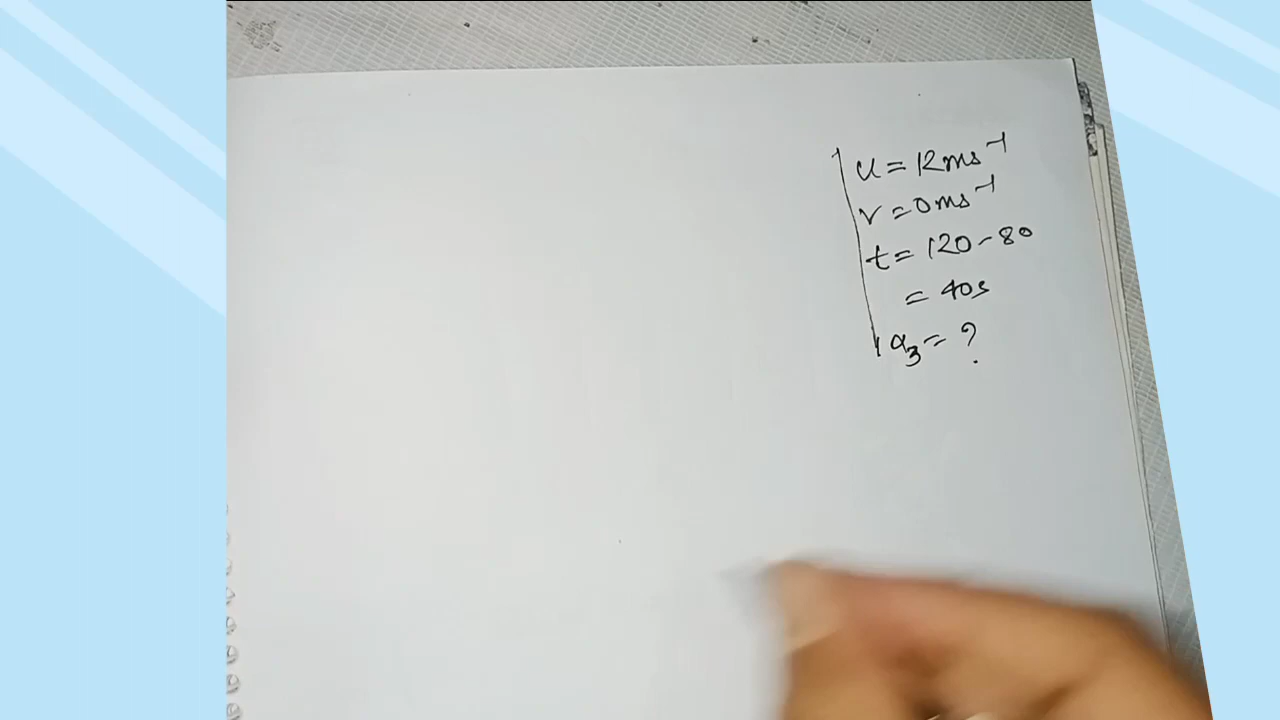 u = 12ms⁻¹
v = 0ms⁻¹
t = 120 - 80
= 40s
a₃ = ?